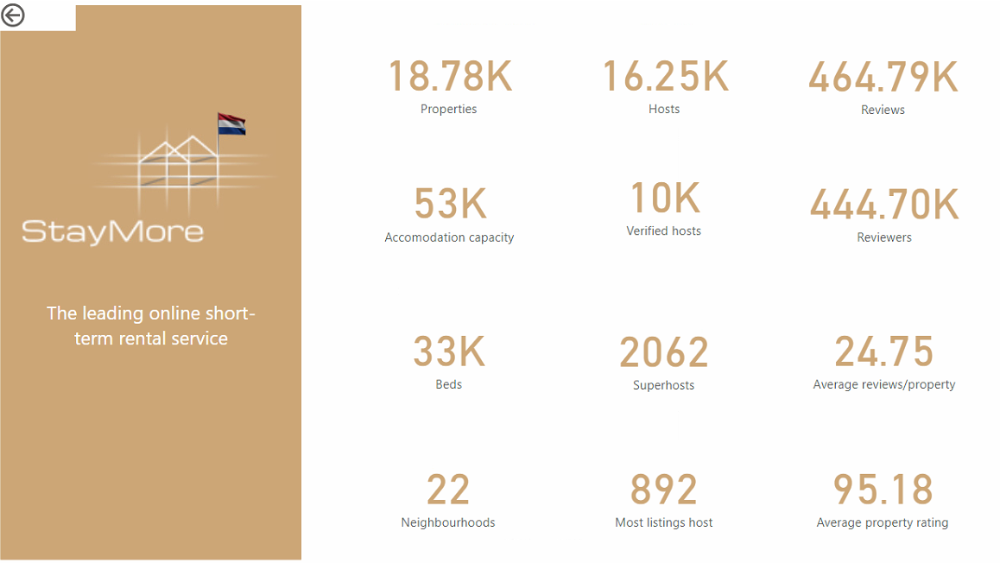 StayMore
The leading online short-
term rental service
18.78K
Properties
16.25K
Hosts
464.79K
Reviews
53K
Accomodation capacity
10K
Verified hosts
444.70K
Reviewers
33K
Beds
2062
Superhosts
24.75
Average reviews/property
22
Neighbourhoods
892
Most listings host
95.18
Average property rating